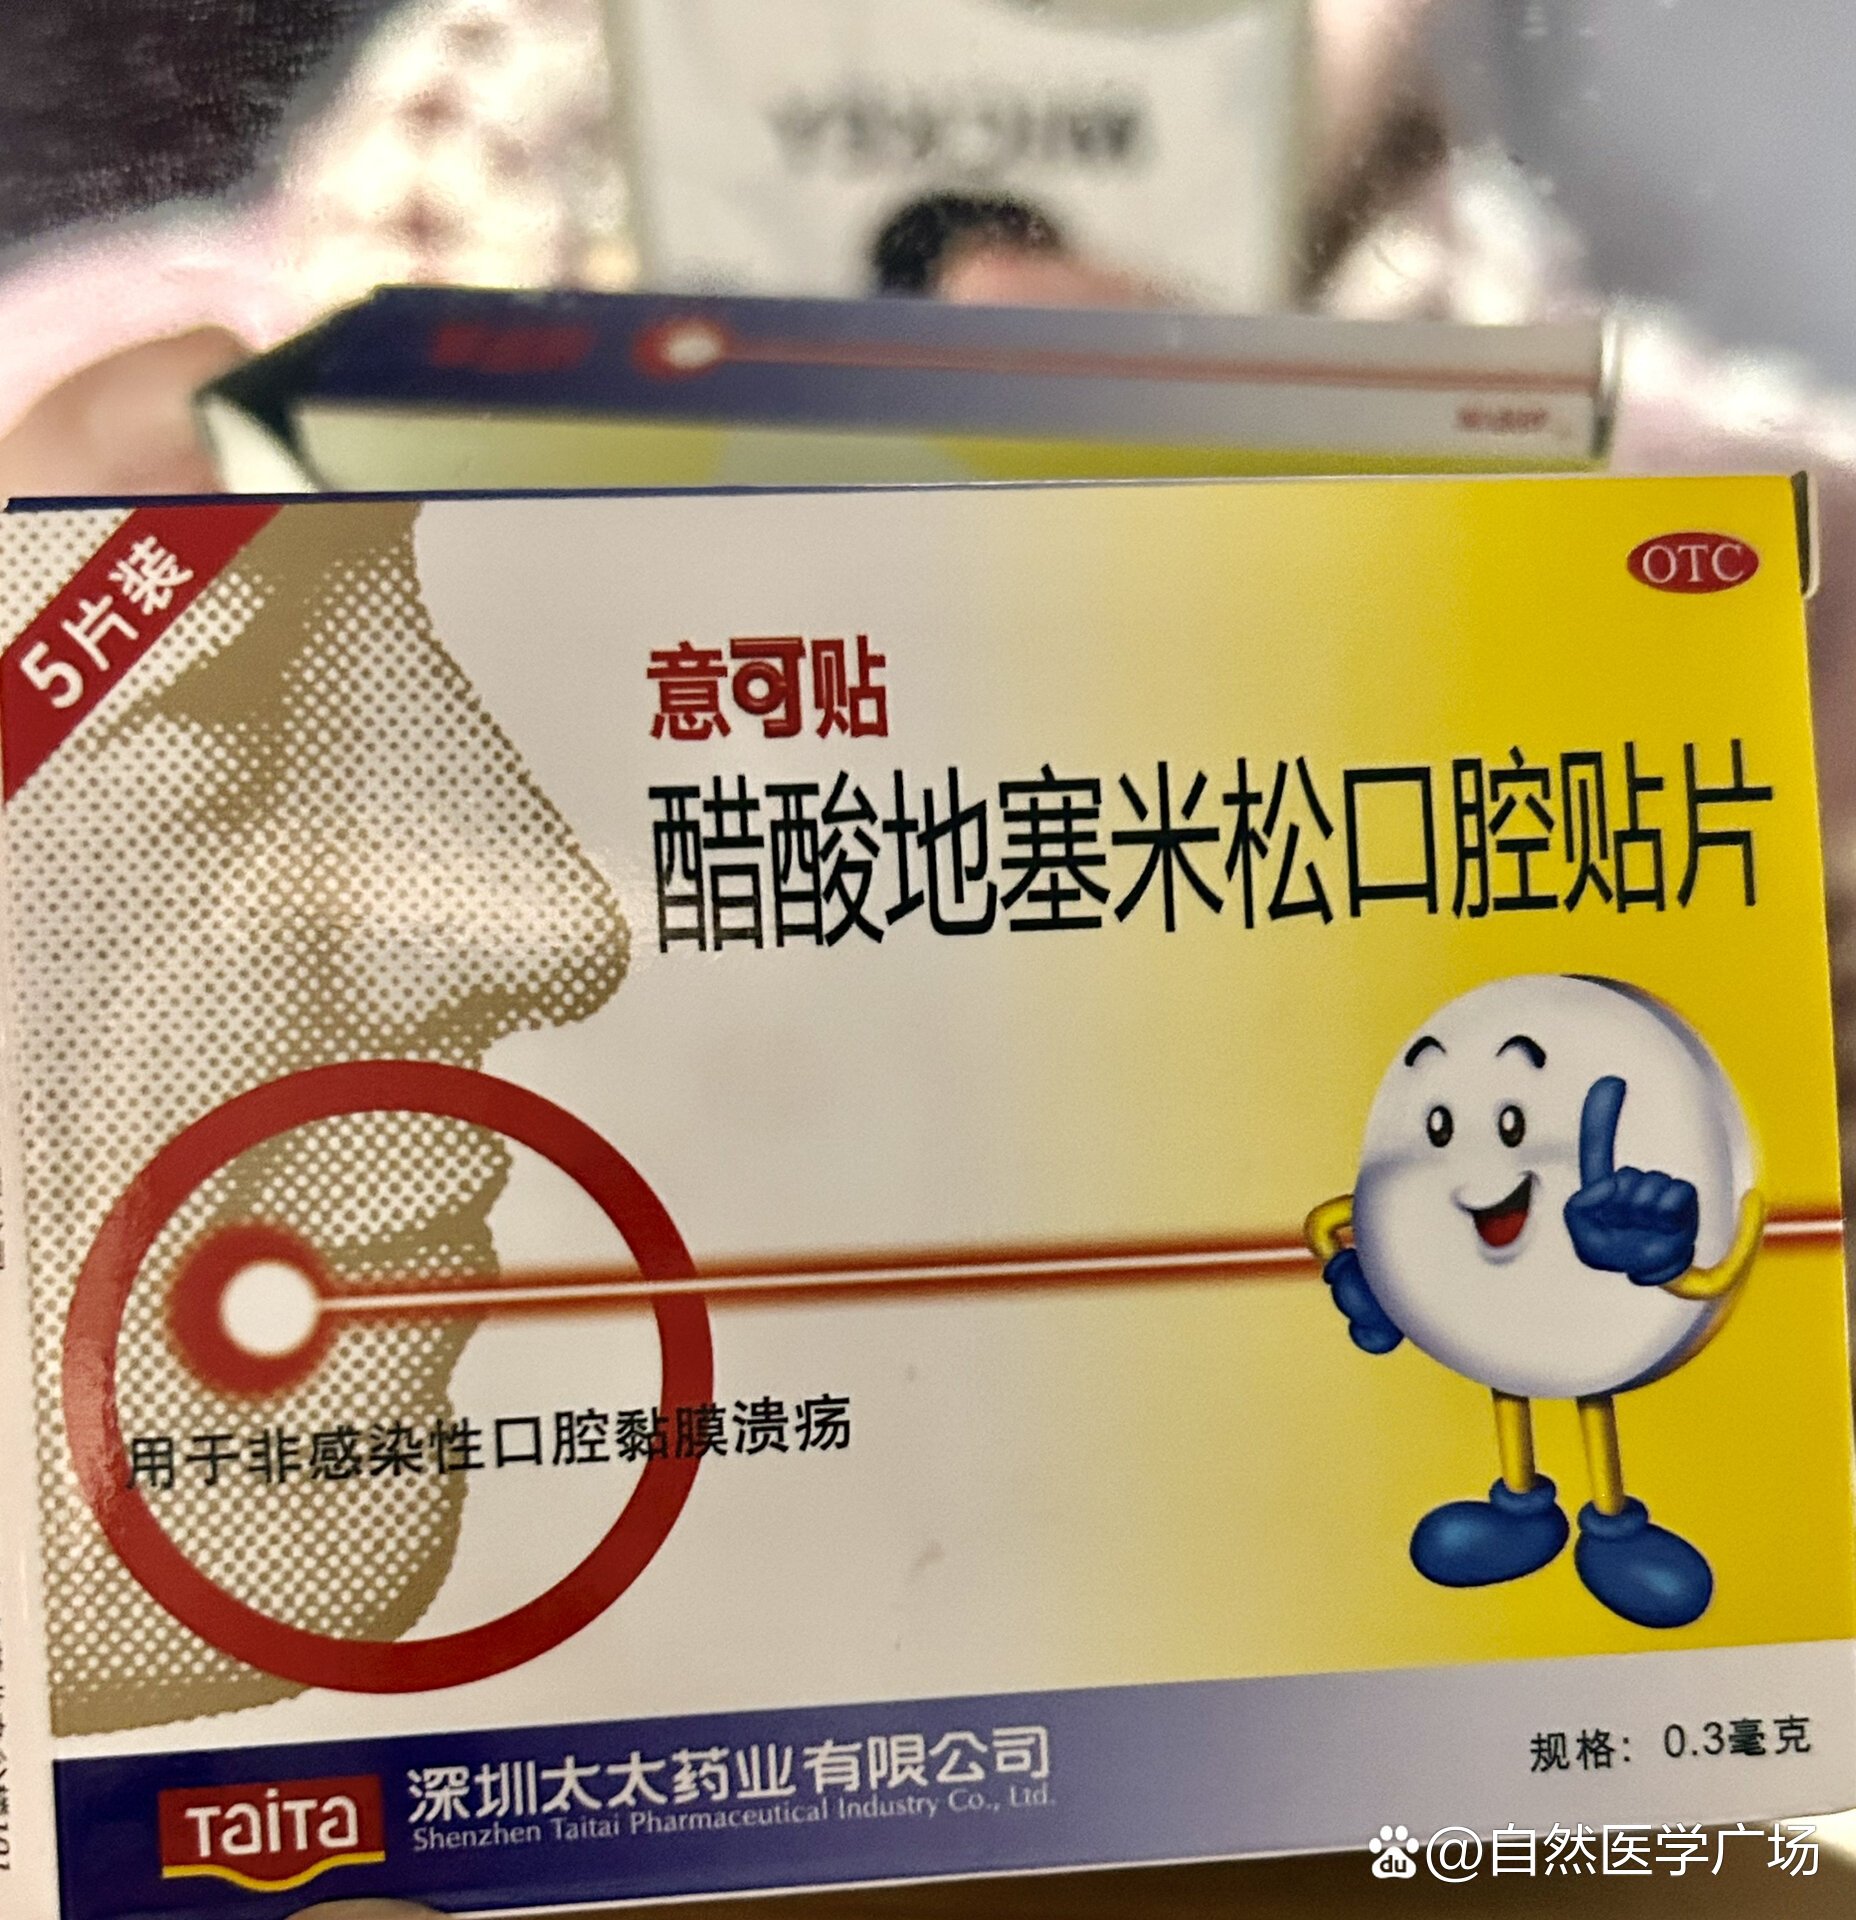 5片装
OTC
意可贴
醋酸地塞米松口腔贴片
用于非感染性口腔黏膜溃疡
TaiTa
深圳太太药业有限公司
Shenzhen Taitai Pharmaceutical Industry Co., Ltd.
规格：0.3毫克
du @自然医学广场